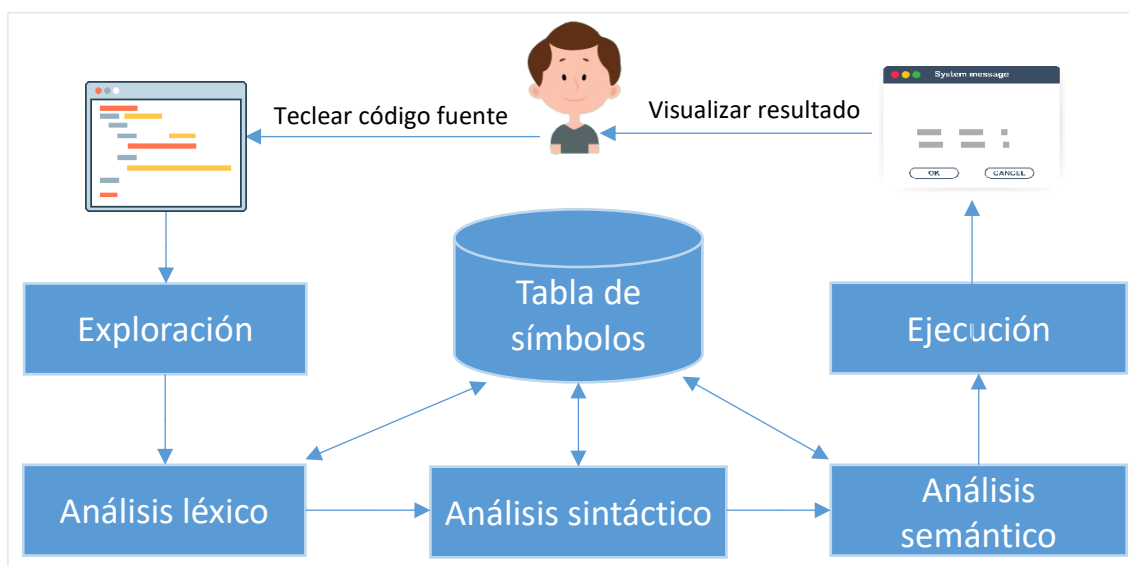 System message
Teclear código fuente
Visualizar resultado
OK
CANCEL
Tabla de
símbolos
Exploración
Ejecución
Análisis léxico
Análisis sintáctico
Análisis
semántico